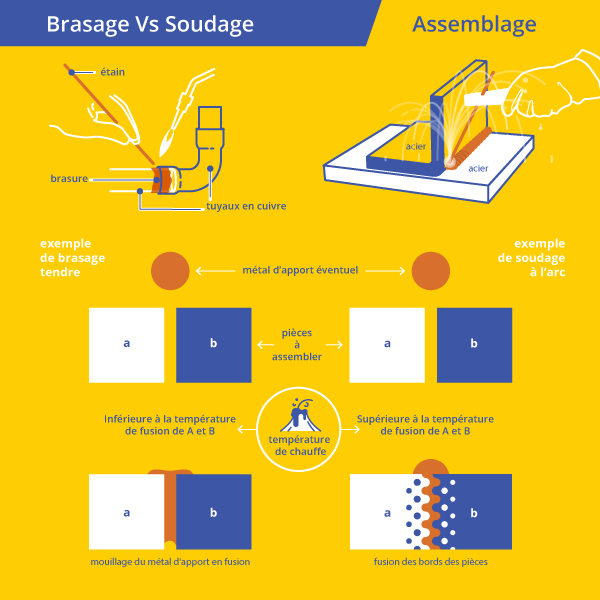 Brasage Vs Soudage
Assemblage
étain
brasure
tuyaux en cuivre
acier
acier
exemple
de brasage
tendre
exemple
de soudage
à l'arc
métal d'apport éventuel
a
b
pièces
à
assembler
a
b
Inférieure à la température
de fusion de A et B
température
de chauffe
Supérieure à la température
de fusion de A et B
a
b
a
b
mouillage du métal d'apport en fusion
fusion des bords des pièces